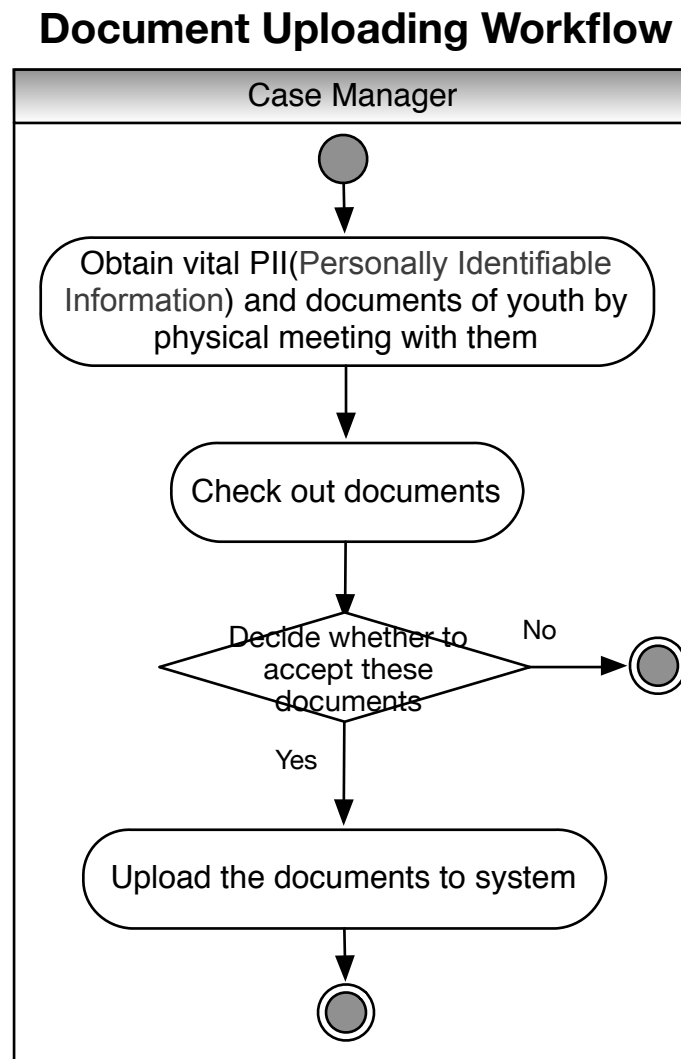 Document Uploading Workflow
Case Manager
Obtain vital PII(Personally Identifiable
Information) and documents of youth by
physical meeting with them
Check out documents
Decide whether to
accept these
documents
No
Yes
Upload the documents to system